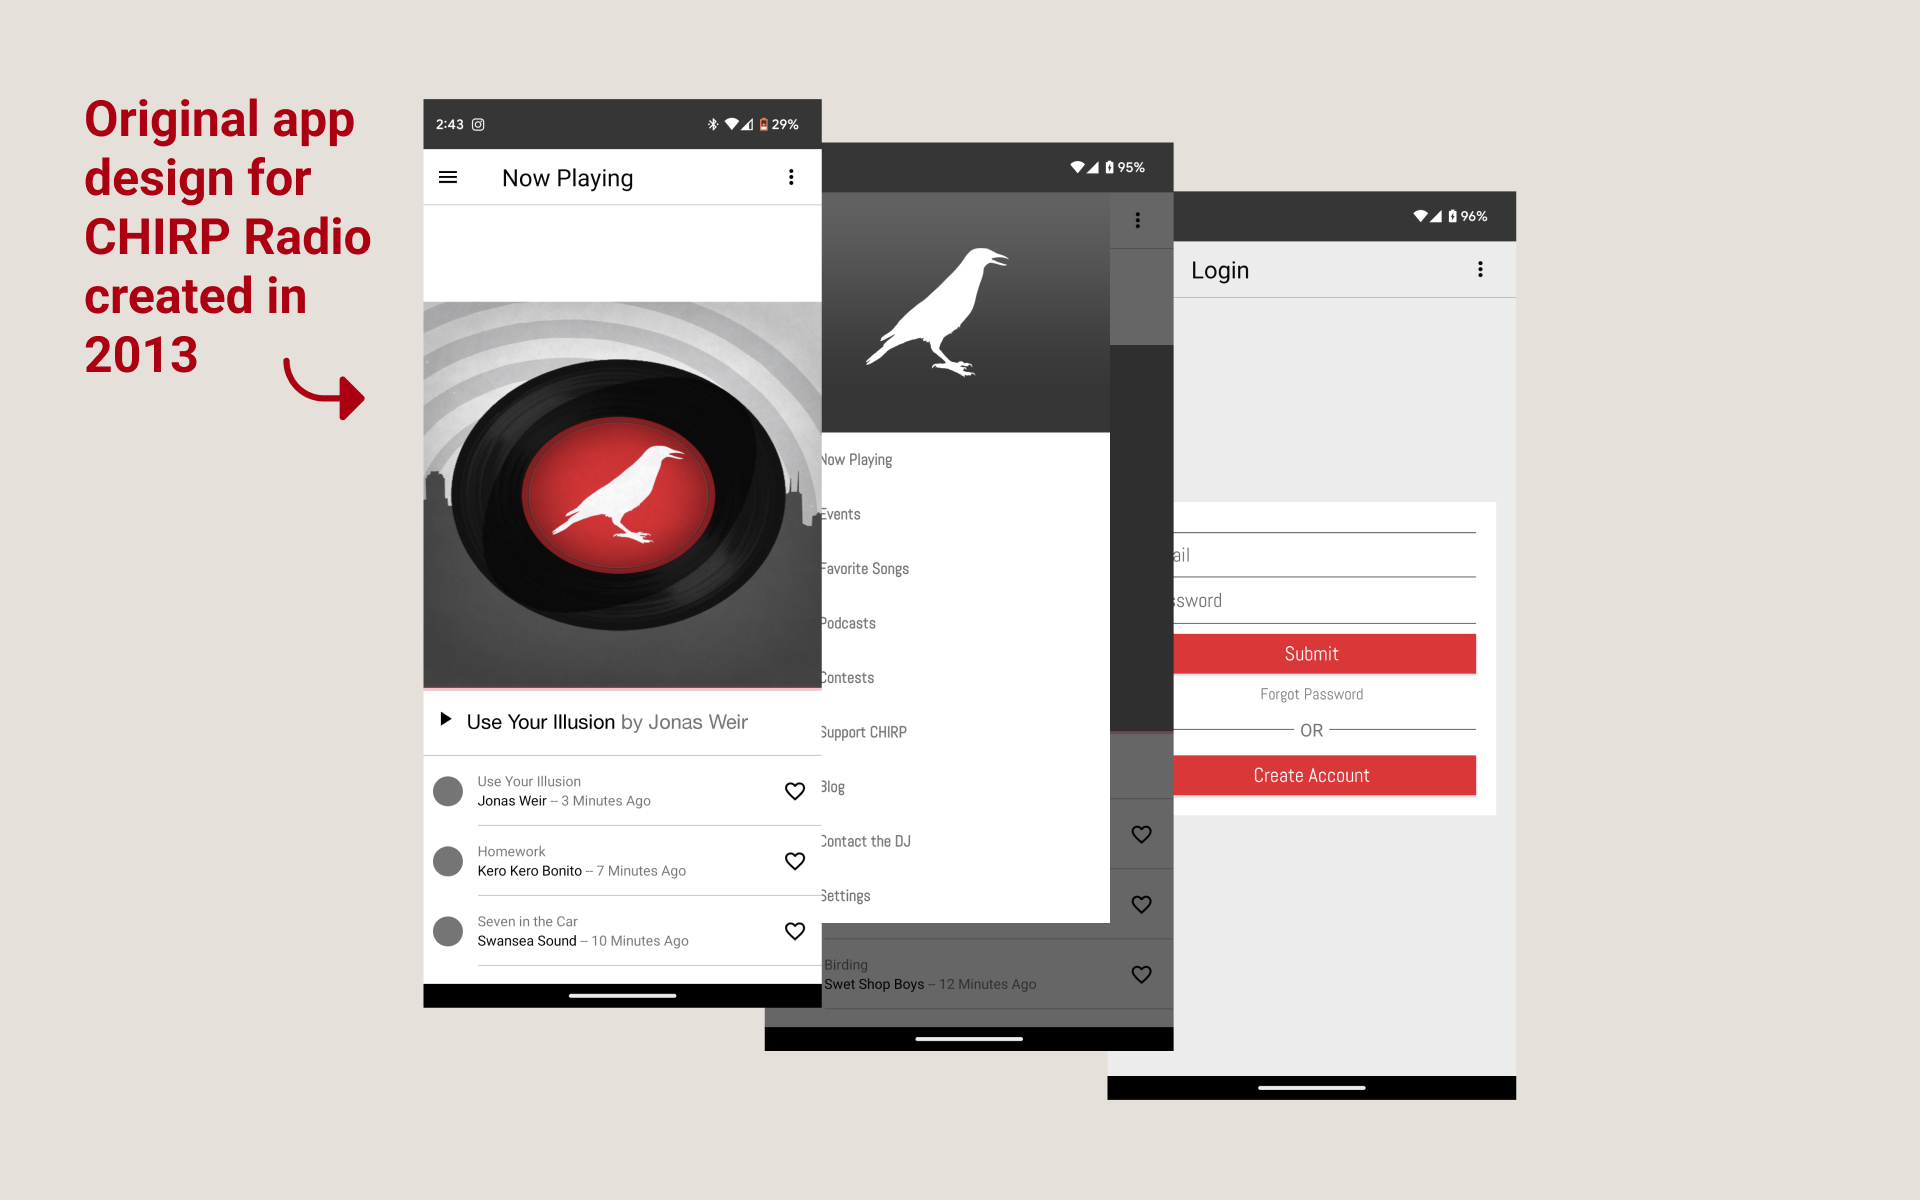 Original app
design for
CHIRP Radio
created in
2013
2:43
29%
Now Playing
Use Your Illusion by Jonas Weir
Use Your Illusion
Jonas Weir -- 3 Minutes Ago
Homework
Kero Kero Bonito -- 7 Minutes Ago
Seven in the Car
Swansea Sound -- 10 Minutes Ago
95%
Now Playing
Events
Favorite Songs
Podcasts
Contests
Support CHIRP
Blog
Contact the DJ
Settings
Birding
Swet Shop Boys -- 12 Minutes Ago
96%
Login
ail
sword
Submit
Forgot Password
OR
Create Account